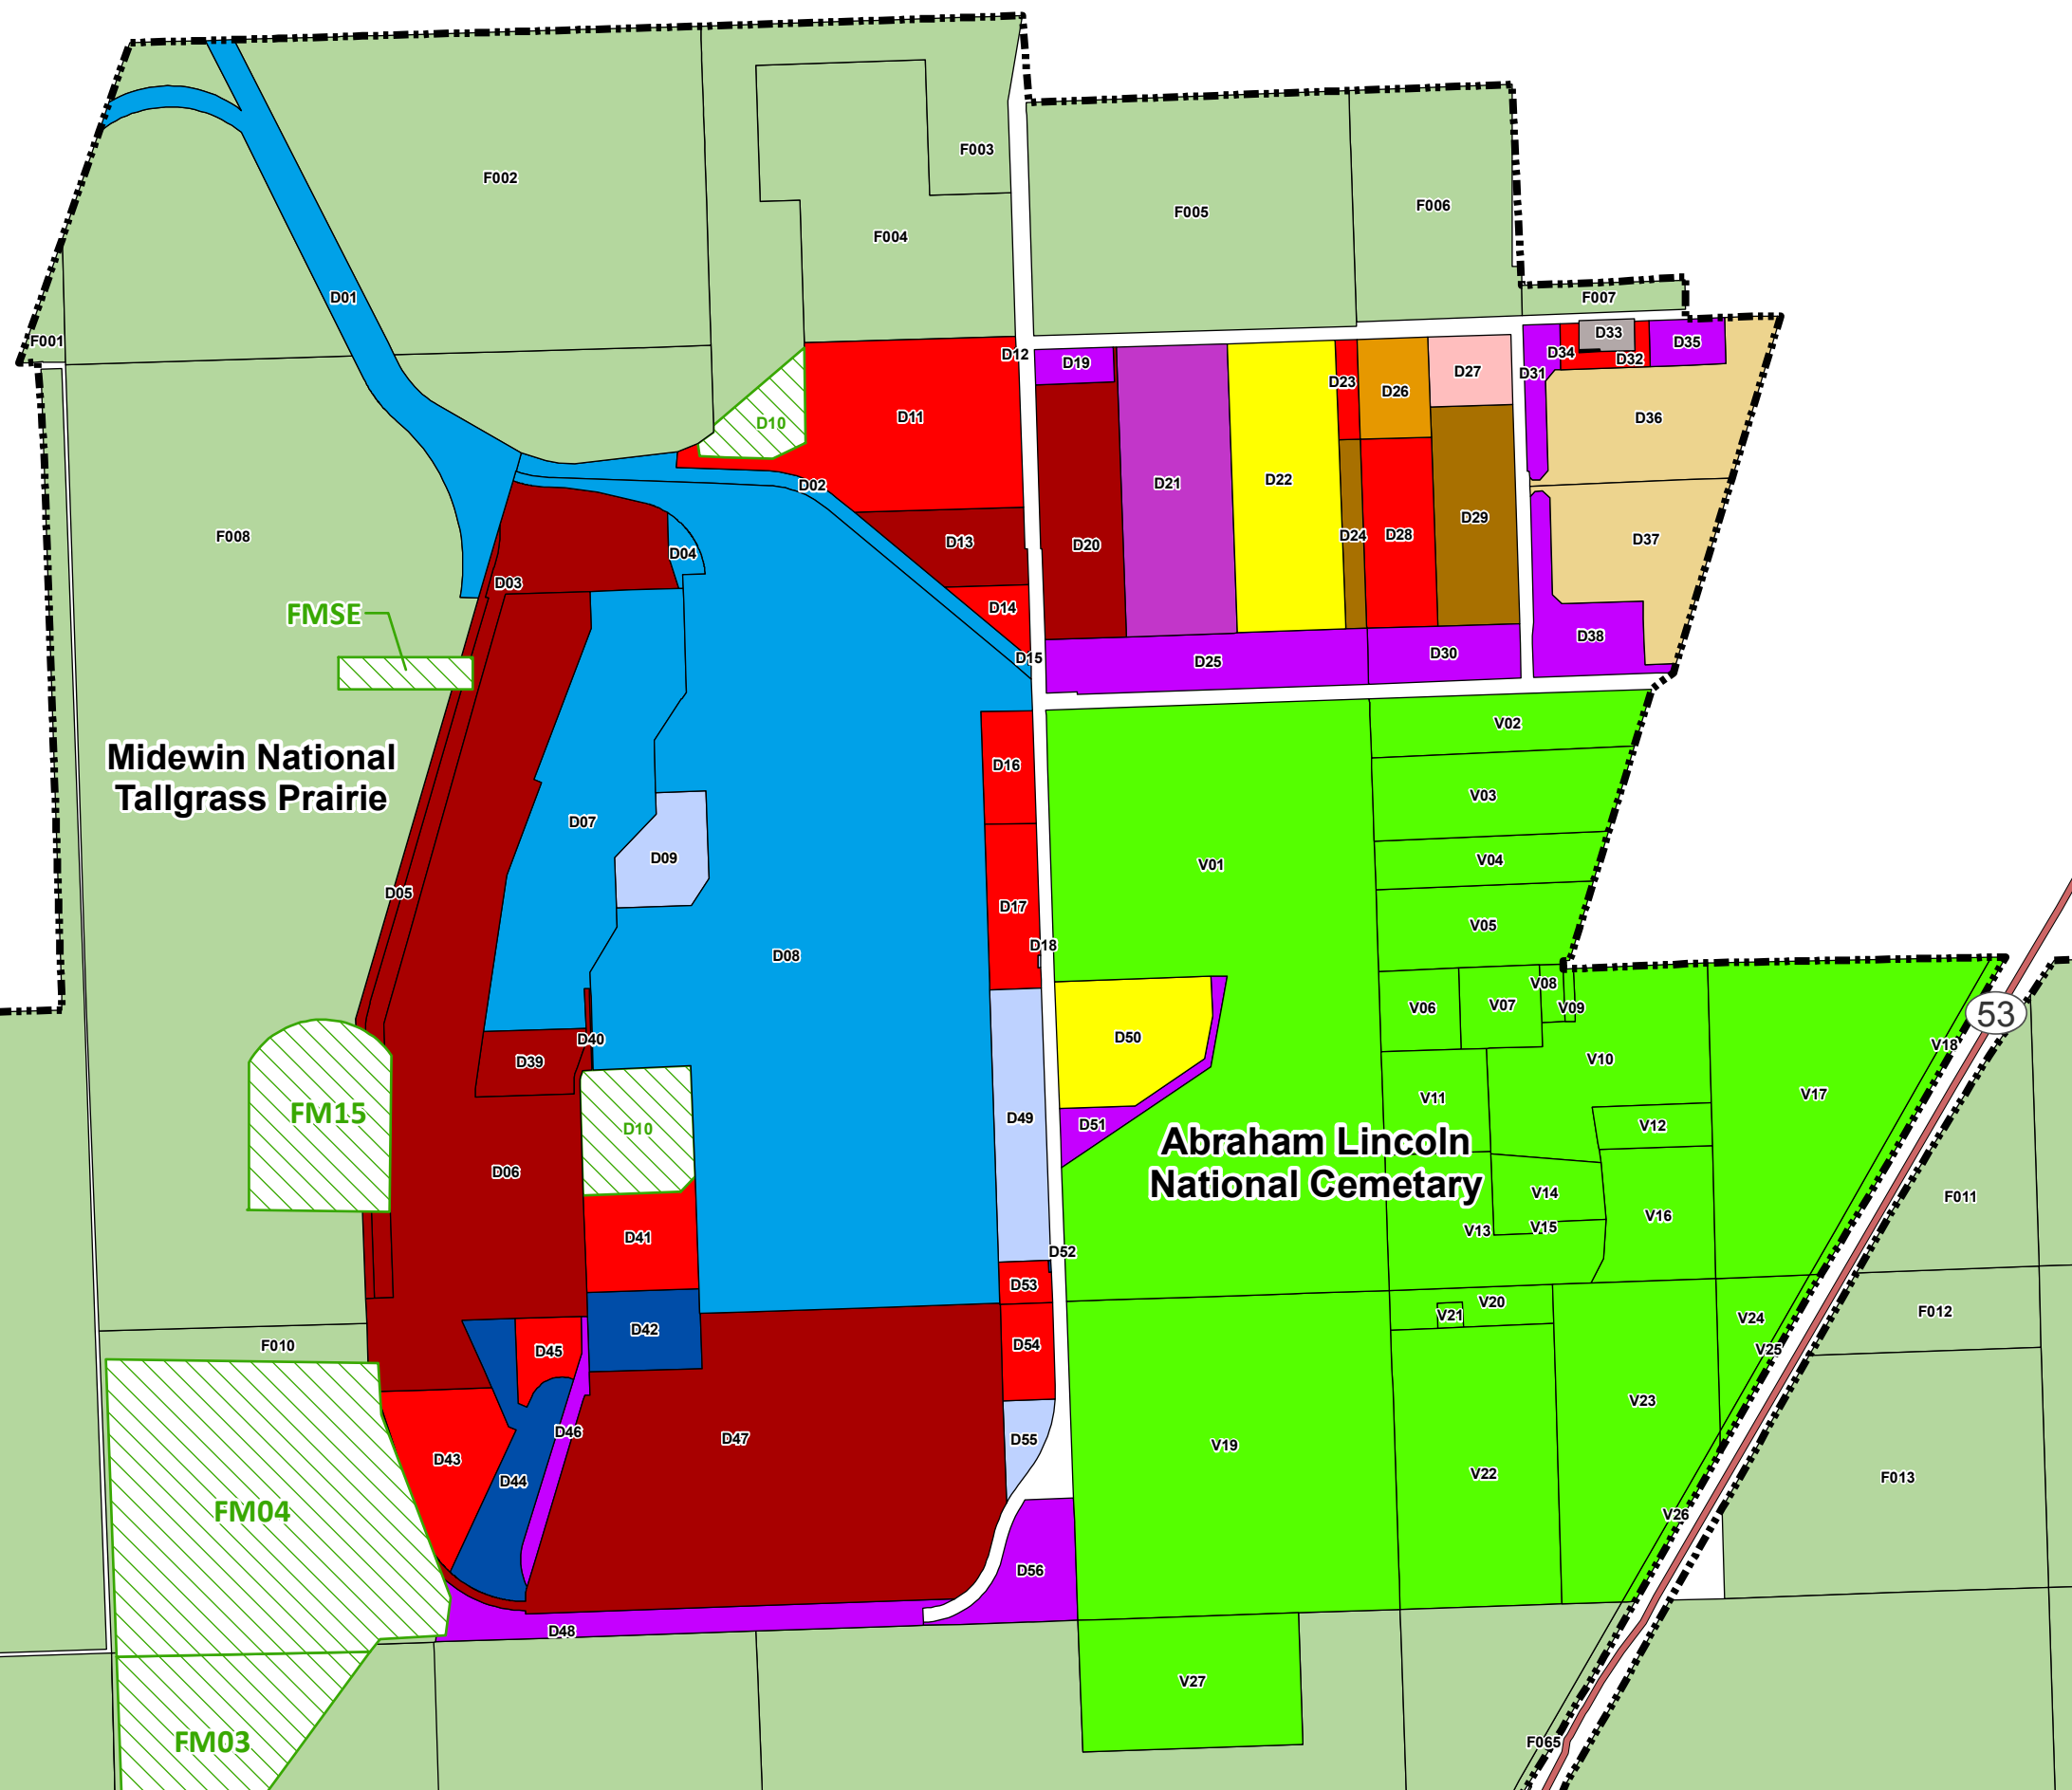 F003
F002
F005
F006
F004
D01
F007
D33
F001
D12
D19
D34
D32
D35
D31
D27
D23
D26
D11
D36
D10
D21
D22
D02
D29
F008
D24
D28
D20
D13
D37
D04
D03
D14
FMSE
D38
D15
D25
D30
V02
Midewin National
Tallgrass Prairie
D16
V03
D07
D09
V04
V01
D05
D17
V05
D18
D08
V08
V06
V07
V09
53
D50
D40
V18
D39
V10
V17
V11
FM15
D49
D51
V12
D10
Abraham Lincoln
National Cemetary
D06
V14
F011
V16
V13
V15
D41
D52
D53
V20
F012
V21
V24
D42
F010
D54
D45
V25
V23
D46
D47
D55
V19
D43
V22
F013
D44
FM04
V26
D56
D48
V27
FM03
F065